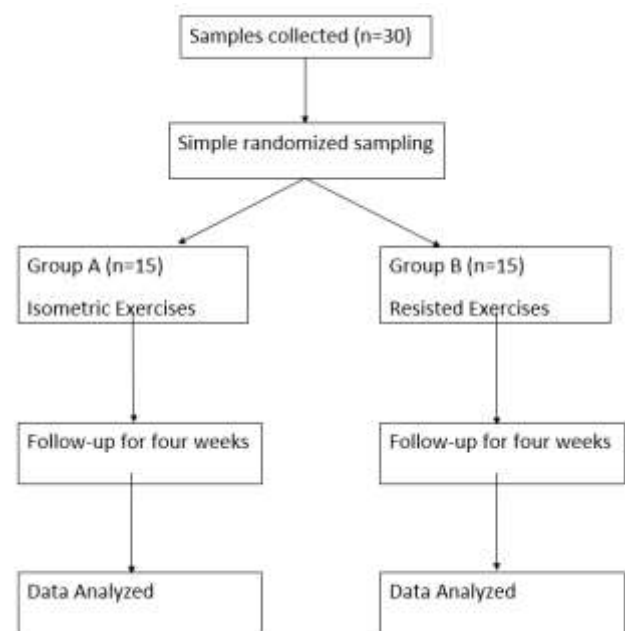 Samples collected (n=30)
Simple randomized sampling
Group A (n=15)
Isometric Exercises
Group B (n=15)
Resisted Exercises
Follow-up for four weeks
Follow-up for four weeks
Data Analyzed
Data Analyzed